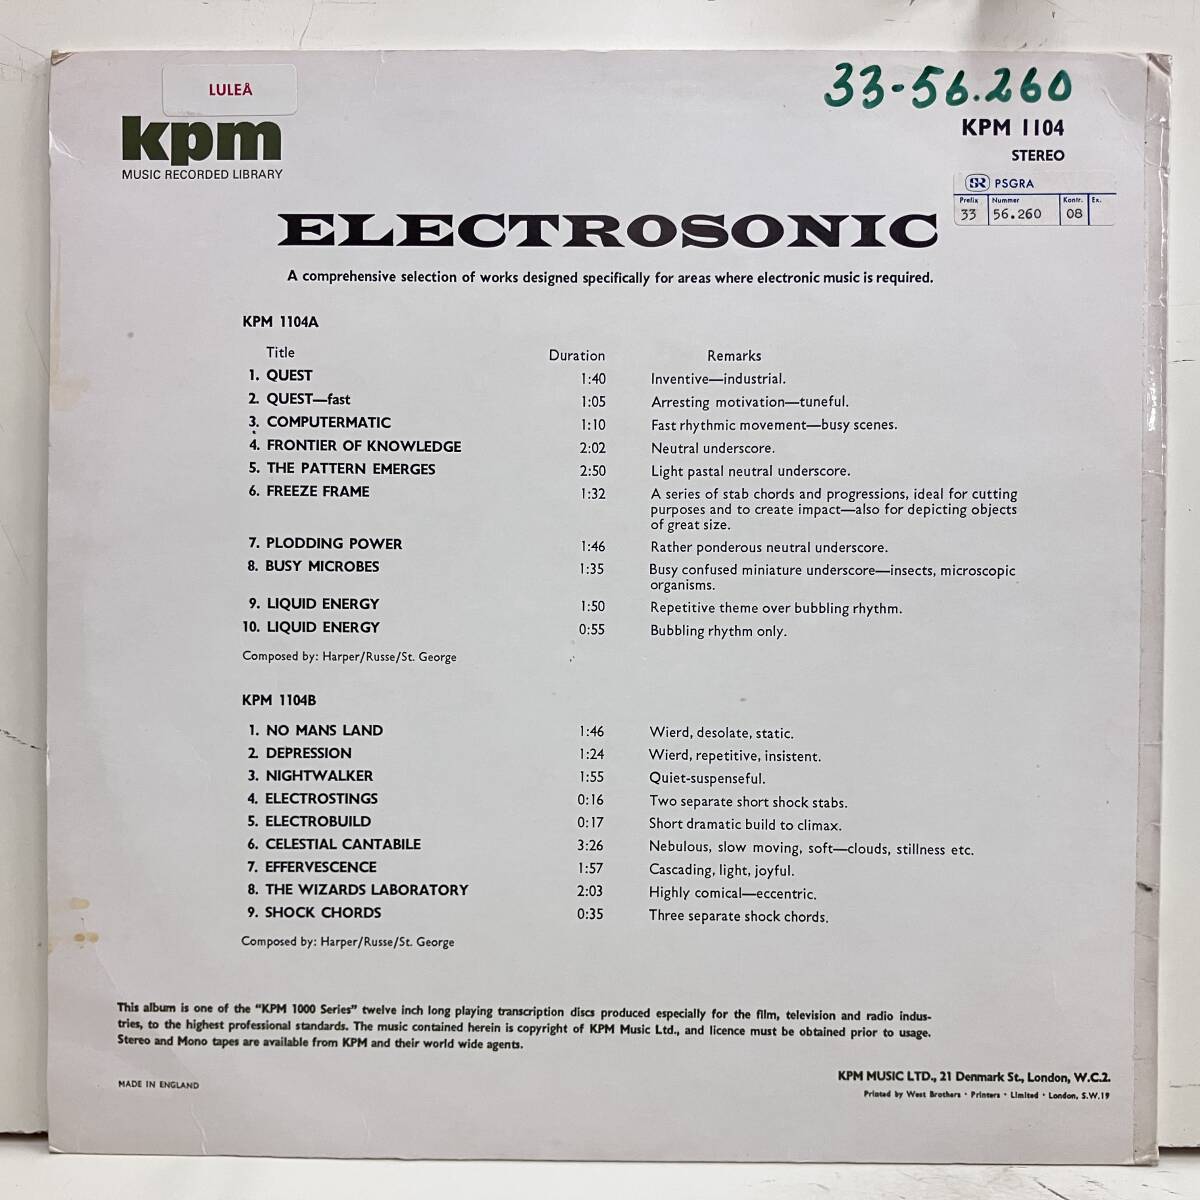 LULEÅ
33-56.260
kpm
MUSIC RECORDED LIBRARY
KPM 1104
STEREO
SR PSGRA
Prefix Nummer Kontr. Ex.
33 56.260 08
ELECTROSONIC
A comprehensive selection of works designed specifically for areas where electronic music is required.
KPM 1104A
Title Duration Remarks
1. QUEST 1:40 Inventive—industrial.
2. QUEST—fast 1:05 Arresting motivation—tuneful.
3. COMPUTERMATIC 1:10 Fast rhythmic movement—busy scenes.
4. FRONTIER OF KNOWLEDGE 2:02 Neutral underscore.
5. THE PATTERN EMERGES 2:50 Light pastal neutral underscore.
6. FREEZE FRAME 1:32 A series of stab chords and progressions, ideal for cutting
purposes and to create impact—also for depicting objects
of great size.
7. PLODDING POWER 1:46 Rather ponderous neutral underscore.
8. BUSY MICROBES 1:35 Busy confused miniature underscore—insects, microscopic
organisms.
9. LIQUID ENERGY 1:50 Repetitive theme over bubbling rhythm.
10. LIQUID ENERGY 0:55 Bubbling rhythm only.
Composed by: Harper/Russe/St. George
KPM 1104B
1. NO MANS LAND 1:46 Wierd, desolate, static.
2. DEPRESSION 1:24 Wierd, repetitive, insistent.
3. NIGHTWALKER 1:55 Quiet-suspenseful.
4. ELECTROSTINGS 0:16 Two separate short shock stabs.
5. ELECTROBUILD 0:17 Short dramatic build to climax.
6. CELESTIAL CANTABILE 3:26 Nebulous, slow moving, soft—clouds, stillness etc.
7. EFFERVESCENCE 1:57 Cascading, light, joyful.
8. THE WIZARDS LABORATORY 2:03 Highly comical—eccentric.
9. SHOCK CHORDS 0:35 Three separate shock chords.
Composed by: Harper/Russe/St. George
This album is one of the "KPM 1000 Series" twelve inch long playing transcription discs produced especially for the film, television and radio indus-
tries, to the highest professional standards. The music contained herein is copyright of KPM Music Ltd., and licence must be obtained prior to usage.
Stereo and Mono tapes are available from KPM and their world wide agents.
MADE IN ENGLAND
KPM MUSIC LTD., 21 Denmark St., London, W.C.2.
Printed by West Brothers · Printers · Limited · London, S.W.19